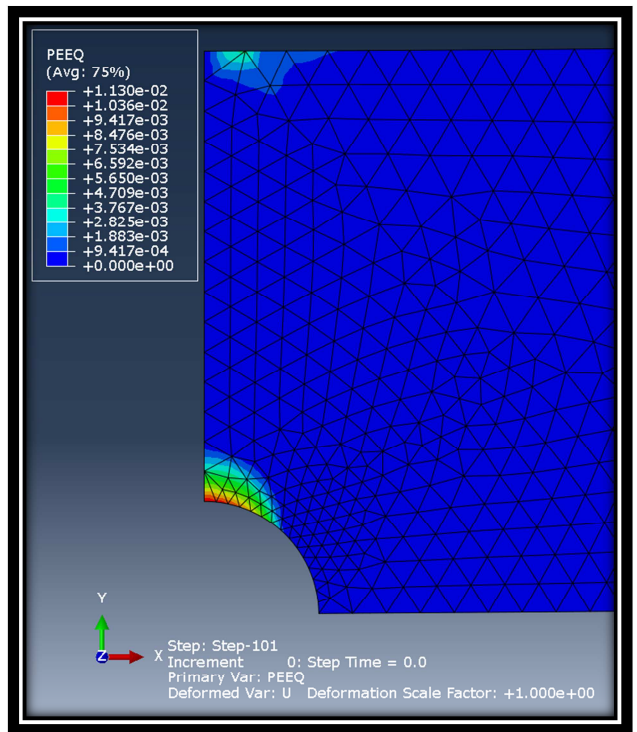 PEEQ
(Avg: 75%)
+1.130e-02
+1.036e-02
+9.417e-03
+8.476e-03
+7.534e-03
+6.592e-03
+5.650e-03
+4.709e-03
+3.767e-03
+2.825e-03
+1.883e-03
+9.417e-04
+0.000e+00
Y
Z
X
Step: Step-101
Increment 0: Step Time = 0.0
Primary Var: PEEQ
Deformed Var: U Deformation Scale Factor: +1.000e+00